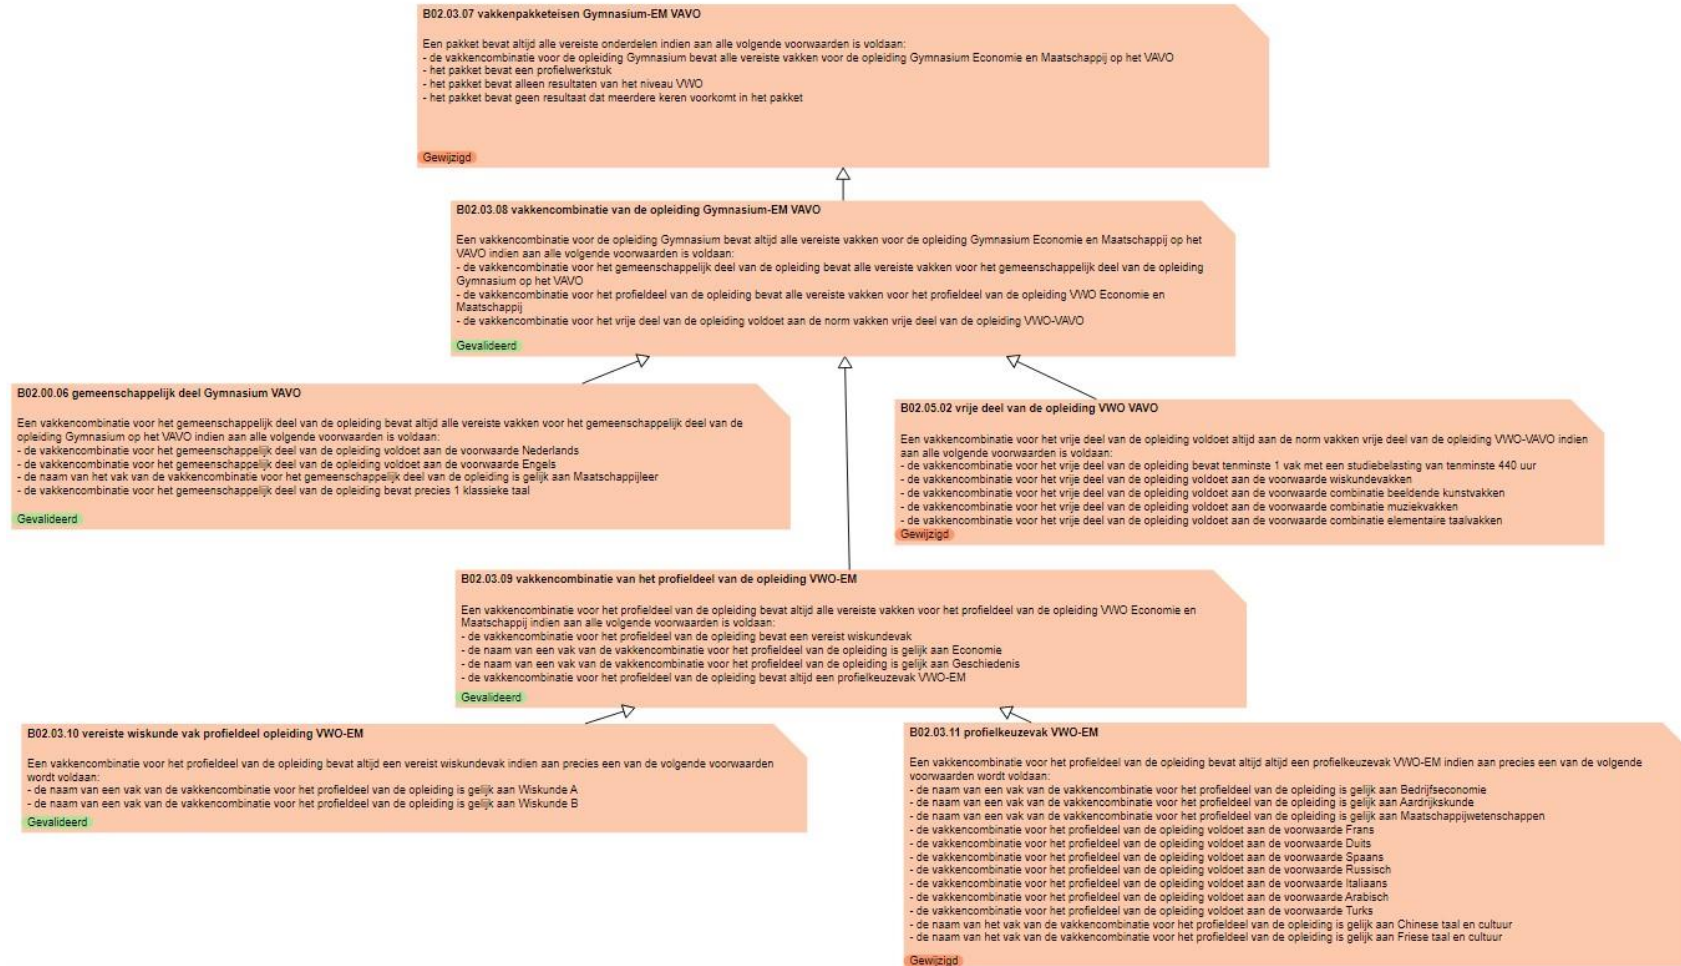 B02.03.07 vakkenpakketeisen Gymnasium-EM VAVO
Een pakket bevat altijd alle vereiste onderdelen indien aan alle volgende voorwaarden is voldaan:
- de vakkencombinatie voor de opleiding Gymnasium bevat alle vereiste vakken voor de opleiding Gymnasium Economie en Maatschappij op het VAVO
- het pakket bevat een profielwerkstuk
- het pakket bevat alleen resultaten van het niveau VWO
- het pakket bevat geen resultaat dat meerdere keren voorkomt in het pakket
Gewijzigd
B02.03.08 vakkencombinatie van de opleiding Gymnasium-EM VAVO
Een vakkencombinatie voor de opleiding Gymnasium bevat altijd alle vereiste vakken voor de opleiding Gymnasium Economie en Maatschappij op het
VAVO indien aan alle volgende voorwaarden is voldaan:
- de vakkencombinatie voor het gemeenschappelijk deel van de opleiding bevat alle vereiste vakken voor het gemeenschappelijk deel van de opleiding
Gymnasium op het VAVO
- de vakkencombinatie voor het profieldeel van de opleiding bevat alle vereiste vakken voor het profieldeel van de opleiding VWO Economie en
Maatschappij
- de vakkencombinatie voor het vrije deel van de opleiding voldoet aan de norm vakken vrije deel van de opleiding VWO-VAVO
Gevalideerd
B02.00.06 gemeenschappelijk deel Gymnasium VAVO
Een vakkencombinatie voor het gemeenschappelijk deel van de opleiding bevat altijd alle vereiste vakken voor het gemeenschappelijk deel van de
opleiding Gymnasium op het VAVO indien aan alle volgende voorwaarden is voldaan:
- de vakkencombinatie voor het gemeenschappelijk deel van de opleiding voldoet aan de voorwaarde Nederlands
- de vakkencombinatie voor het gemeenschappelijk deel van de opleiding voldoet aan de voorwaarde Engels
- de naam van het vak van de vakkencombinatie voor het gemeenschappelijk deel van de opleiding is gelijk aan Maatschappijleer
- de vakkencombinatie voor het gemeenschappelijk deel van de opleiding bevat precies 1 klassieke taal
Gevalideerd
B02.05.02 vrije deel van de opleiding VWO VAVO
Een vakkencombinatie voor het vrije deel van de opleiding voldoet altijd aan de norm vakken vrije deel van de opleiding VWO-VAVO indien
aan alle volgende voorwaarden is voldaan:
- de vakkencombinatie voor het vrije deel van de opleiding bevat tenminste 1 vak met een studiebelasting van tenminste 440 uur
- de vakkencombinatie voor het vrije deel van de opleiding voldoet aan de voorwaarde wiskundevakken
- de vakkencombinatie voor het vrije deel van de opleiding voldoet aan de voorwaarde combinatie beeldende kunstvakken
- de vakkencombinatie voor het vrije deel van de opleiding voldoet aan de voorwaarde combinatie muziekvakken
- de vakkencombinatie voor het vrije deel van de opleiding voldoet aan de voorwaarde combinatie elementaire taalvakken
Gewijzigd
B02.03.09 vakkencombinatie van het profieldeel van de opleiding VWO-EM
Een vakkencombinatie voor het profieldeel van de opleiding bevat altijd alle vereiste vakken voor het profieldeel van de opleiding VWO Economie en
Maatschappij indien aan alle volgende voorwaarden is voldaan:
- de vakkencombinatie voor het profieldeel van de opleiding bevat een vereist wiskundevak
- de naam van een vak van de vakkencombinatie voor het profieldeel van de opleiding is gelijk aan Economie
- de naam van een vak van de vakkencombinatie voor het profieldeel van de opleiding is gelijk aan Geschiedenis
- de vakkencombinatie voor het profieldeel van de opleiding bevat altijd een profielkeuzevak VWO-EM
Gevalideerd
B02.03.10 vereiste wiskunde vak profieldeel opleiding VWO-EM
Een vakkencombinatie voor het profieldeel van de opleiding bevat altijd een vereist wiskundevak indien aan precies een van de volgende voorwaarden
wordt voldaan:
- de naam van een vak van de vakkencombinatie voor het profieldeel van de opleiding is gelijk aan Wiskunde A
- de naam van een vak van de vakkencombinatie voor het profieldeel van de opleiding is gelijk aan Wiskunde B
Gevalideerd
B02.03.11 profielkeuzevak VWO-EM
Een vakkencombinatie voor het profieldeel van de opleiding bevat altijd altijd een profielkeuzevak VWO-EM indien aan precies een van de volgende
voorwaarden wordt voldaan:
- de naam van een vak van de vakkencombinatie voor het profieldeel van de opleiding is gelijk aan Bedrijfseconomie
- de naam van een vak van de vakkencombinatie voor het profieldeel van de opleiding is gelijk aan Aardrijkskunde
- de naam van een vak van de vakkencombinatie voor het profieldeel van de opleiding is gelijk aan Maatschappijwetenschappen
- de vakkencombinatie voor het profieldeel van de opleiding voldoet aan de voorwaarde Frans
- de vakkencombinatie voor het profieldeel van de opleiding voldoet aan de voorwaarde Duits
- de vakkencombinatie voor het profieldeel van de opleiding voldoet aan de voorwaarde Spaans
- de vakkencombinatie voor het profieldeel van de opleiding voldoet aan de voorwaarde Russisch
- de vakkencombinatie voor het profieldeel van de opleiding voldoet aan de voorwaarde Italiaans
- de vakkencombinatie voor het profieldeel van de opleiding voldoet aan de voorwaarde Arabisch
- de vakkencombinatie voor het profieldeel van de opleiding voldoet aan de voorwaarde Turks
- de naam van het vak van de vakkencombinatie voor het profieldeel van de opleiding is gelijk aan Chinese taal en cultuur
- de naam van het vak van de vakkencombinatie voor het profieldeel van de opleiding is gelijk aan Friese taal en cultuur
Gewijzigd